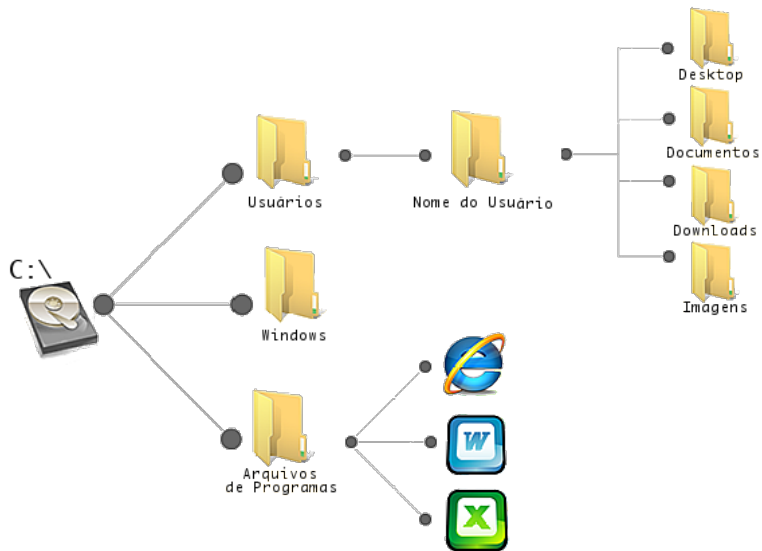 C:\
Usuários
Windows
Arquivos
de Programas
Nome do Usuário
Desktop
Documentos
Downloads
Imagens
W
X